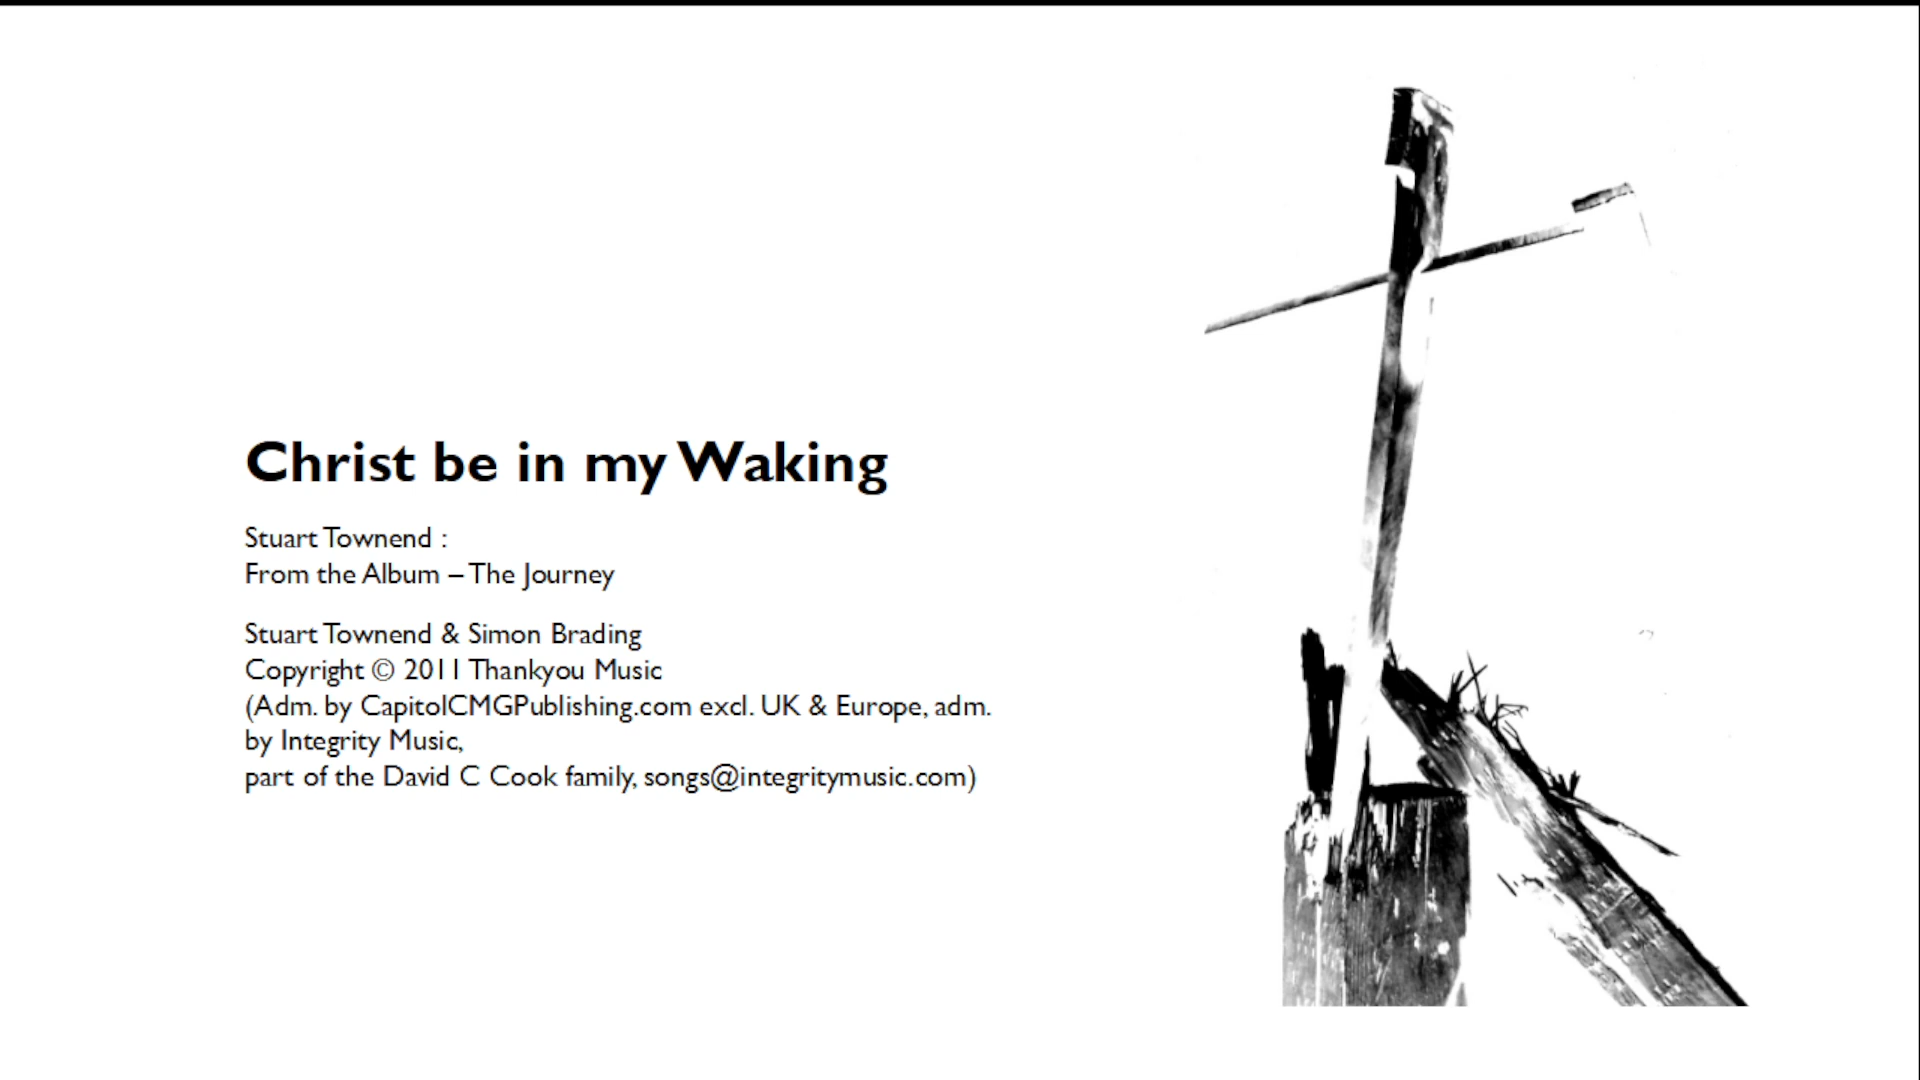 Christ be in my Waking
Stuart Townend :
From the Album – The Journey
Stuart Townend & Simon Brading
Copyright © 2011 Thankyou Music
(Adm. by CapitolCMGPublishing.com excl. UK & Europe, adm.
by Integrity Music,
part of the David C Cook family, songs@integritymusic.com)